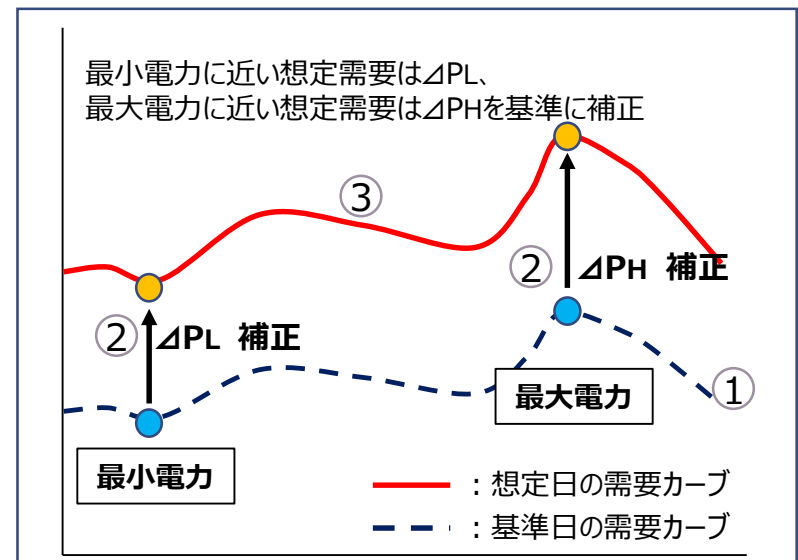 最小電力に近い想定需要は⊿PL、
最大電力に近い想定需要は⊿PHを基準に補正
③
② ⊿PH 補正
② ⊿PL 補正
①
最大電力
最小電力
：想定日の需要カーブ
：基準日の需要カーブ